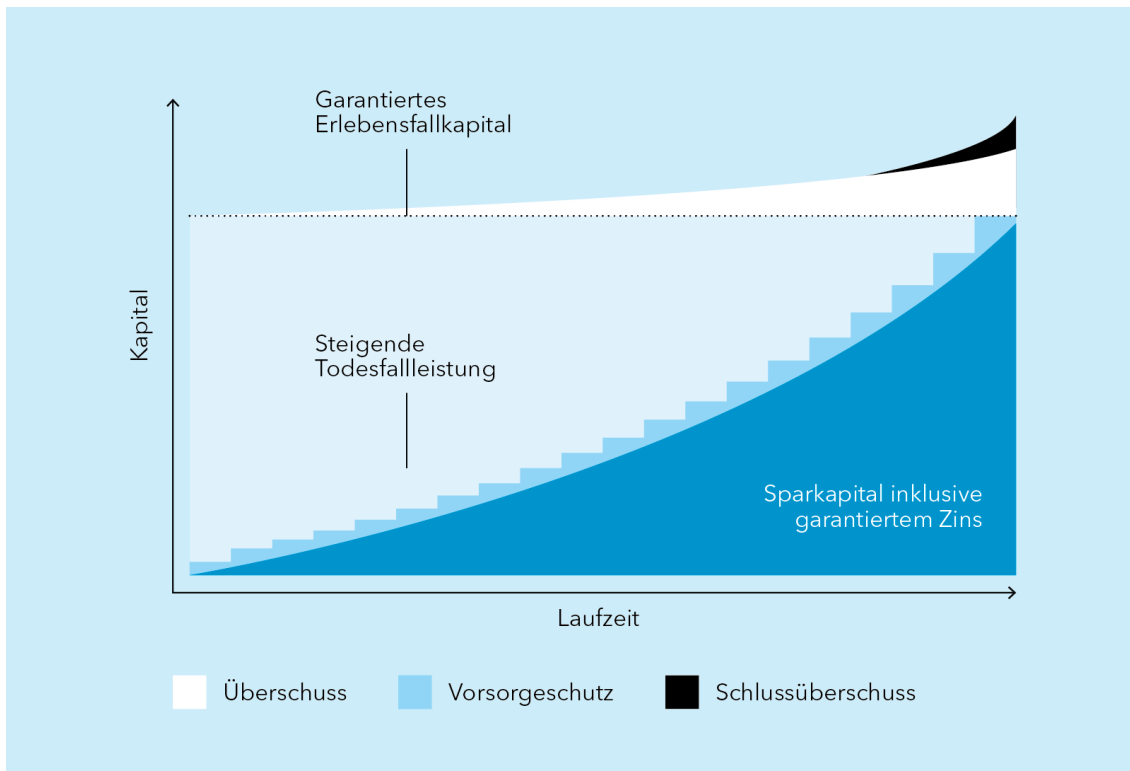 Garantiertes
Erlebensfallkapital
Kapital
Steigende
Todesfallleistung
Sparkapital inklusive
garantiertem Zins
Laufzeit
Überschuss
Vorsorgeschutz
Schlussüberschuss